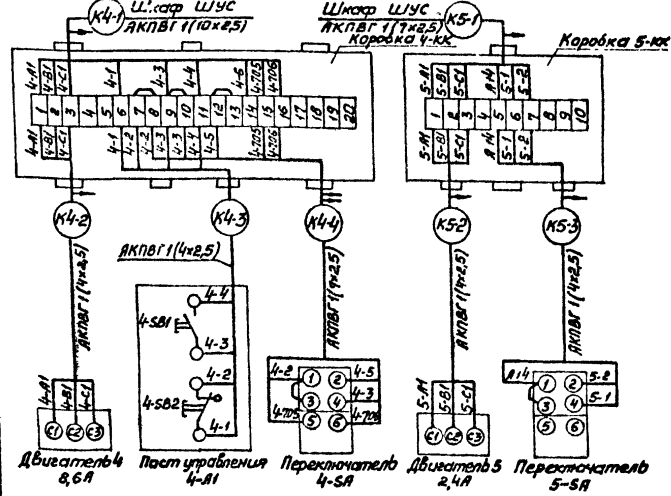 К4-1
Шкаф ШУС
АКПВГ 1(10×2,5)
Коробка 4-КК
4-А1
4-В1
4-С1
4-1
4-3
4-4
4-6
4-705
4-706
1 2 3 4 5 6 7 8 9 10 11 12 13 14 15 16 17 18 19 20
4-А1
4-В1
4-С1
4-1
4-2
4-2
4-3
4-3
4-4
4-5
4-705
4-706
К4-2
К4-3
К4-4
АКПВГ 1(4×2,5)
АКПВГ 1(4×2,5)
4-4
4-SB1
4-3
4-2
4-SB2
4-1
4-А1
4-В1
4-С1
С1 С2 С3
Двигатель 4
8,6А
Пост управления
4-А1
4-2
4-5
4-3
4-705
4-706
1 2
3 4
5 6
Переключатель
4-SA
К5-1
Шкаф ШУС
АКПВГ 1(7×2,5)
Коробка 5-КК
5-А1
5-В1
5-С1
А14
5-1
5-2
1 2 3 4 5 6 7 8 9 10
5-А1
5-В1
5-С1
А14
5-1
5-2
К5-2
К5-3
АКПВГ 1(4×2,5)
АКПВГ 1(4×2,5)
5-А1
5-В1
5-С1
С1 С2 С3
Двигатель 5
2,4А
А14
5-2
5-1
1 2
3 4
5 6
Переключатель
5-SA